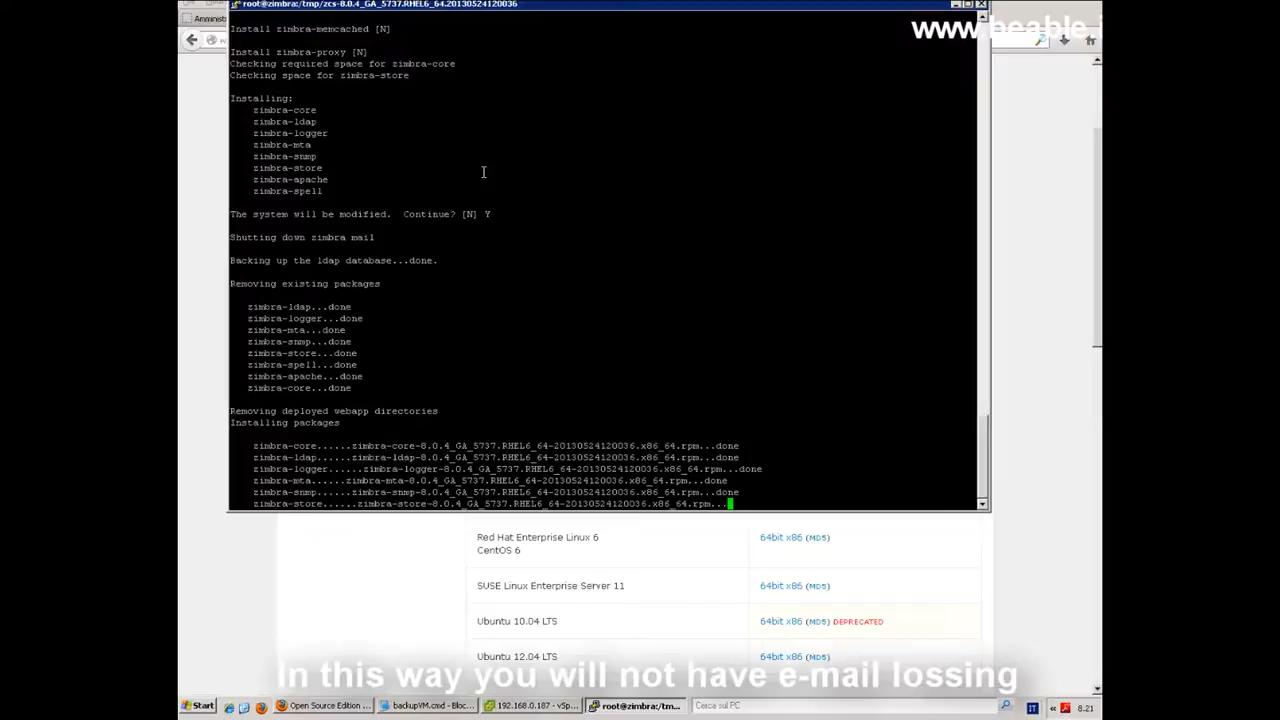 root@zimbra:/tmp/zcs-8.0.4_GA_5737.RHEL6_64.20130524120036
Amminist
www.beable.i
Install zimbra-memcached [N]
Install zimbra-proxy [N]
Checking required space for zimbra-core
Checking space for zimbra-store
Installing:
zimbra-core
zimbra-ldap
zimbra-logger
zimbra-mta
zimbra-snmp
zimbra-store
zimbra-apache
zimbra-spell
The system will be modified.  Continue? [N] Y
Shutting down zimbra mail
Backing up the ldap database...done.
Removing existing packages
zimbra-ldap...done
zimbra-logger...done
zimbra-mta...done
zimbra-snmp...done
zimbra-store...done
zimbra-spell...done
zimbra-apache...done
zimbra-core...done
Removing deployed webapp directories
Installing packages
zimbra-core......zimbra-core-8.0.4_GA_5737.RHEL6_64-20130524120036.x86_64.rpm...done
zimbra-ldap......zimbra-ldap-8.0.4_GA_5737.RHEL6_64-20130524120036.x86_64.rpm...done
zimbra-logger......zimbra-logger-8.0.4_GA_5737.RHEL6_64-20130524120036.x86_64.rpm...done
zimbra-mta......zimbra-mta-8.0.4_GA_5737.RHEL6_64-20130524120036.x86_64.rpm...done
zimbra-snmp......zimbra-snmp-8.0.4_GA_5737.RHEL6_64-20130524120036.x86_64.rpm...done
zimbra-store......zimbra-store-8.0.4_GA_5737.RHEL6_64-20130524120036.x86_64.rpm...
Red Hat Enterprise Linux 6 64bit x86 (MD5)
CentOS 6
SUSE Linux Enterprise Server 11 64bit x86 (MD5)
Ubuntu 10.04 LTS 64bit x86 (MD5) DEPRECATED
Ubuntu 12.04 LTS 64bit x86 (MD5)
In this way you will not have e-mail lossing
Start Open Source Edition ... backupVM.cmd - Bloc... 192.168.0.187 - vSp... root@zimbra:/tm... Cerca sul PC IT « 8.21